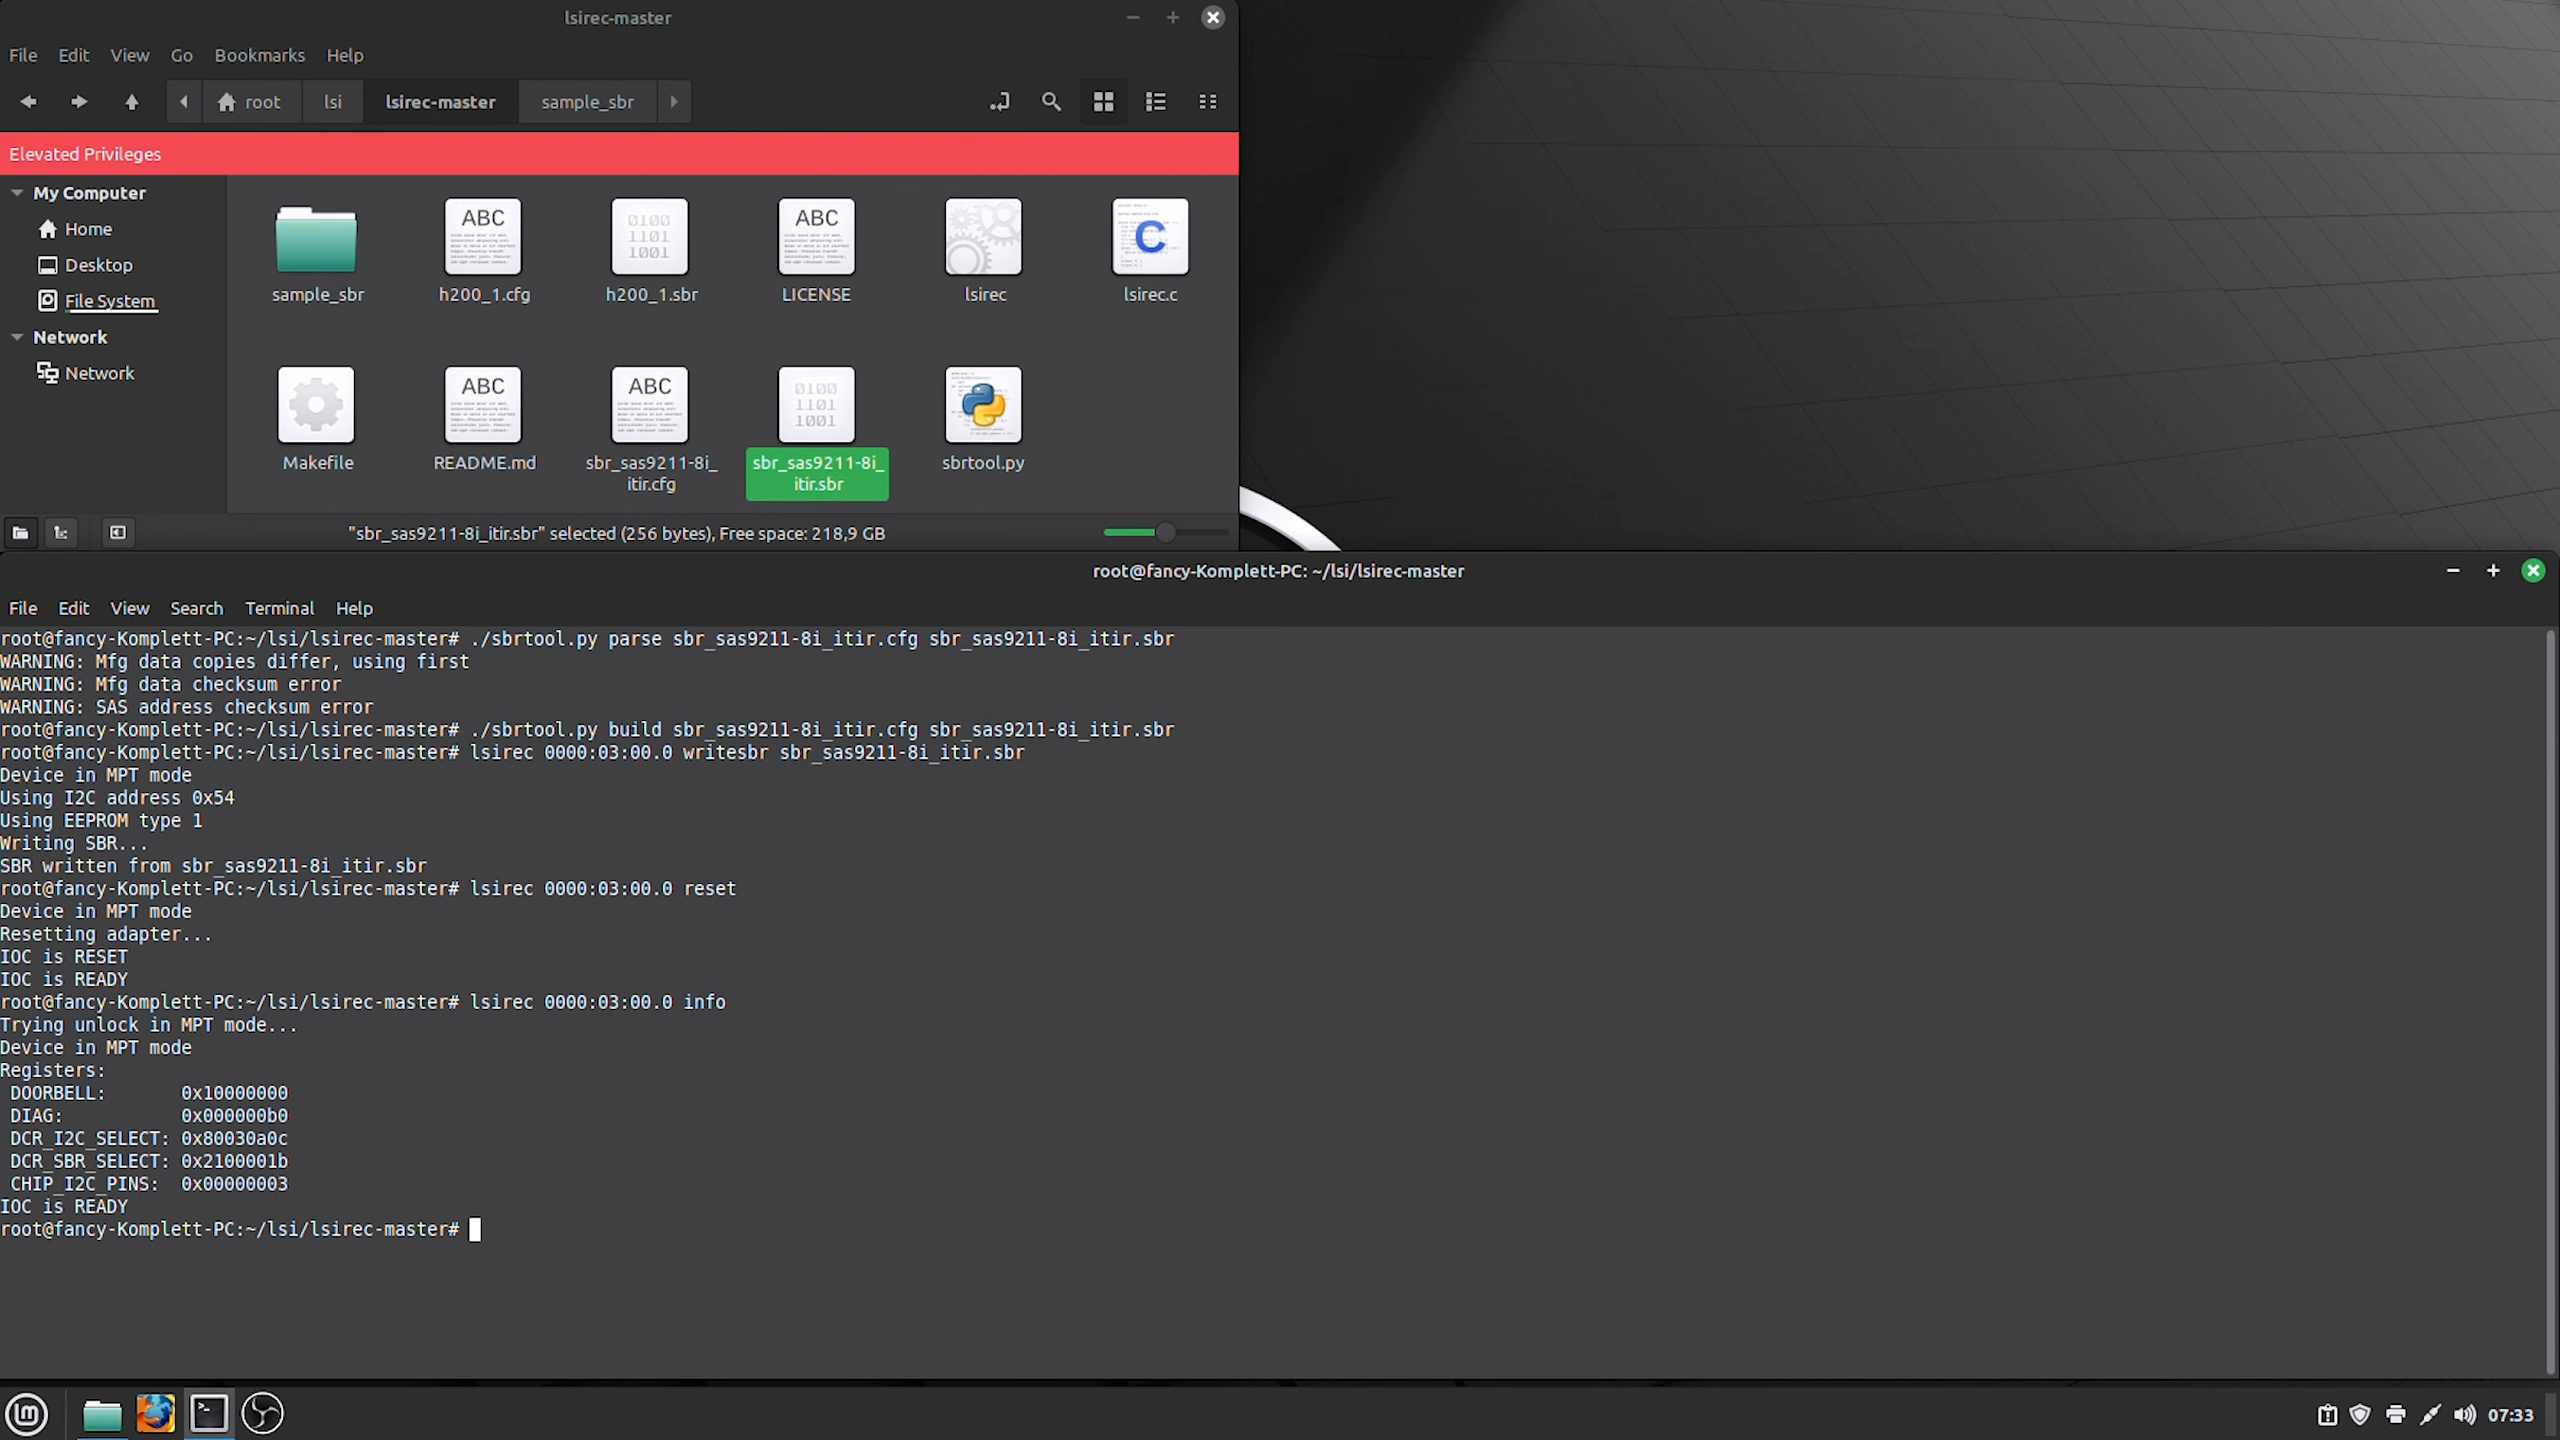 lsirec-master
File Edit View Go Bookmarks Help
root lsi lsirec-master sample_sbr
Elevated Privileges
My Computer
Home
Desktop
File System
Network
Network
sample_sbr
ABC
h200_1.cfg
0100
1101
1001
h200_1.sbr
ABC
LICENSE
lsirec
C
lsirec.c
Makefile
ABC
README.md
ABC
sbr_sas9211-8i_
itir.cfg
0100
1101
1001
sbr_sas9211-8i_
itir.sbr
sbrtool.py
"sbr_sas9211-8i_itir.sbr" selected (256 bytes), Free space: 218,9 GB
root@fancy-Komplett-PC: ~/lsi/lsirec-master
File Edit View Search Terminal Help
root@fancy-Komplett-PC:~/lsi/lsirec-master# ./sbrtool.py parse sbr_sas9211-8i_itir.cfg sbr_sas9211-8i_itir.sbr
WARNING: Mfg data copies differ, using first
WARNING: Mfg data checksum error
WARNING: SAS address checksum error
root@fancy-Komplett-PC:~/lsi/lsirec-master# ./sbrtool.py build sbr_sas9211-8i_itir.cfg sbr_sas9211-8i_itir.sbr
root@fancy-Komplett-PC:~/lsi/lsirec-master# lsirec 0000:03:00.0 writesbr sbr_sas9211-8i_itir.sbr
Device in MPT mode
Using I2C address 0x54
Using EEPROM type 1
Writing SBR...
SBR written from sbr_sas9211-8i_itir.sbr
root@fancy-Komplett-PC:~/lsi/lsirec-master# lsirec 0000:03:00.0 reset
Device in MPT mode
Resetting adapter...
IOC is RESET
IOC is READY
root@fancy-Komplett-PC:~/lsi/lsirec-master# lsirec 0000:03:00.0 info
Trying unlock in MPT mode...
Device in MPT mode
Registers:
DOORBELL: 0x10000000
DIAG: 0x000000b0
DCR_I2C_SELECT: 0x80030a0c
DCR_SBR_SELECT: 0x2100001b
CHIP_I2C_PINS: 0x00000003
IOC is READY
root@fancy-Komplett-PC:~/lsi/lsirec-master#
07:33